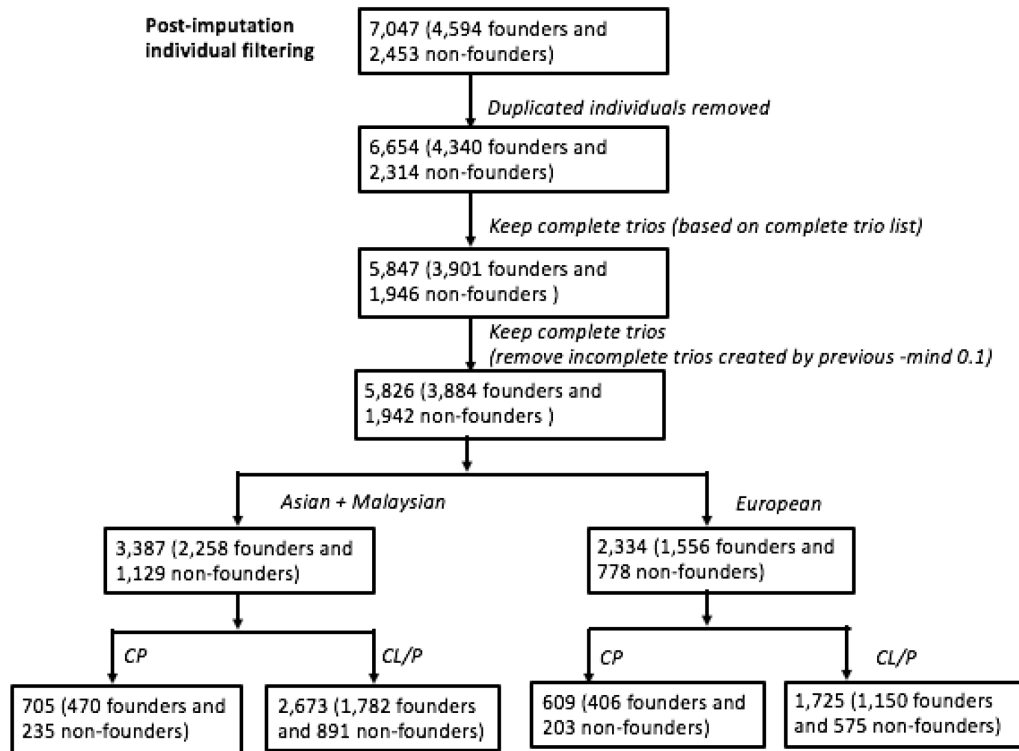 Post-imputation
individual filtering
7,047 (4,594 founders and
2,453 non-founders)
Duplicated individuals removed
6,654 (4,340 founders and
2,314 non-founders)
Keep complete trios (based on complete trio list)
5,847 (3,901 founders and
1,946 non-founders )
Keep complete trios
(remove incomplete trios created by previous -mind 0.1)
5,826 (3,884 founders and
1,942 non-founders )
Asian + Malaysian
European
3,387 (2,258 founders and
1,129 non-founders)
2,334 (1,556 founders and
778 non-founders)
CP
CL/P
CP
CL/P
705 (470 founders and
235 non-founders)
2,673 (1,782 founders
and 891 non-founders)
609 (406 founders and
203 non-founders)
1,725 (1,150 founders
and 575 non-founders)